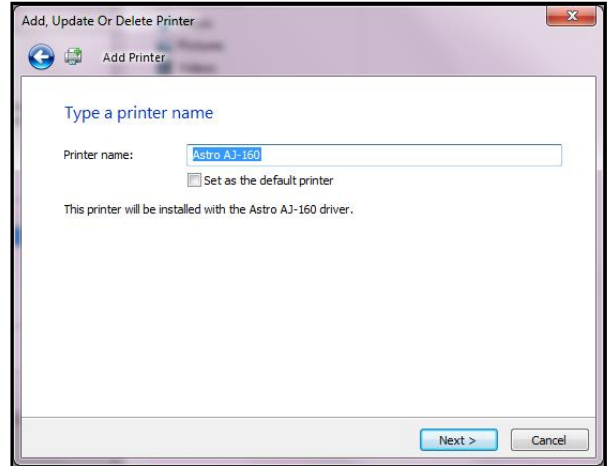 Add, Update Or Delete Printer
Add Printer
Type a printer name
Printer name:
Astro AJ-160
Set as the default printer
This printer will be installed with the Astro AJ-160 driver.
Next >
Cancel